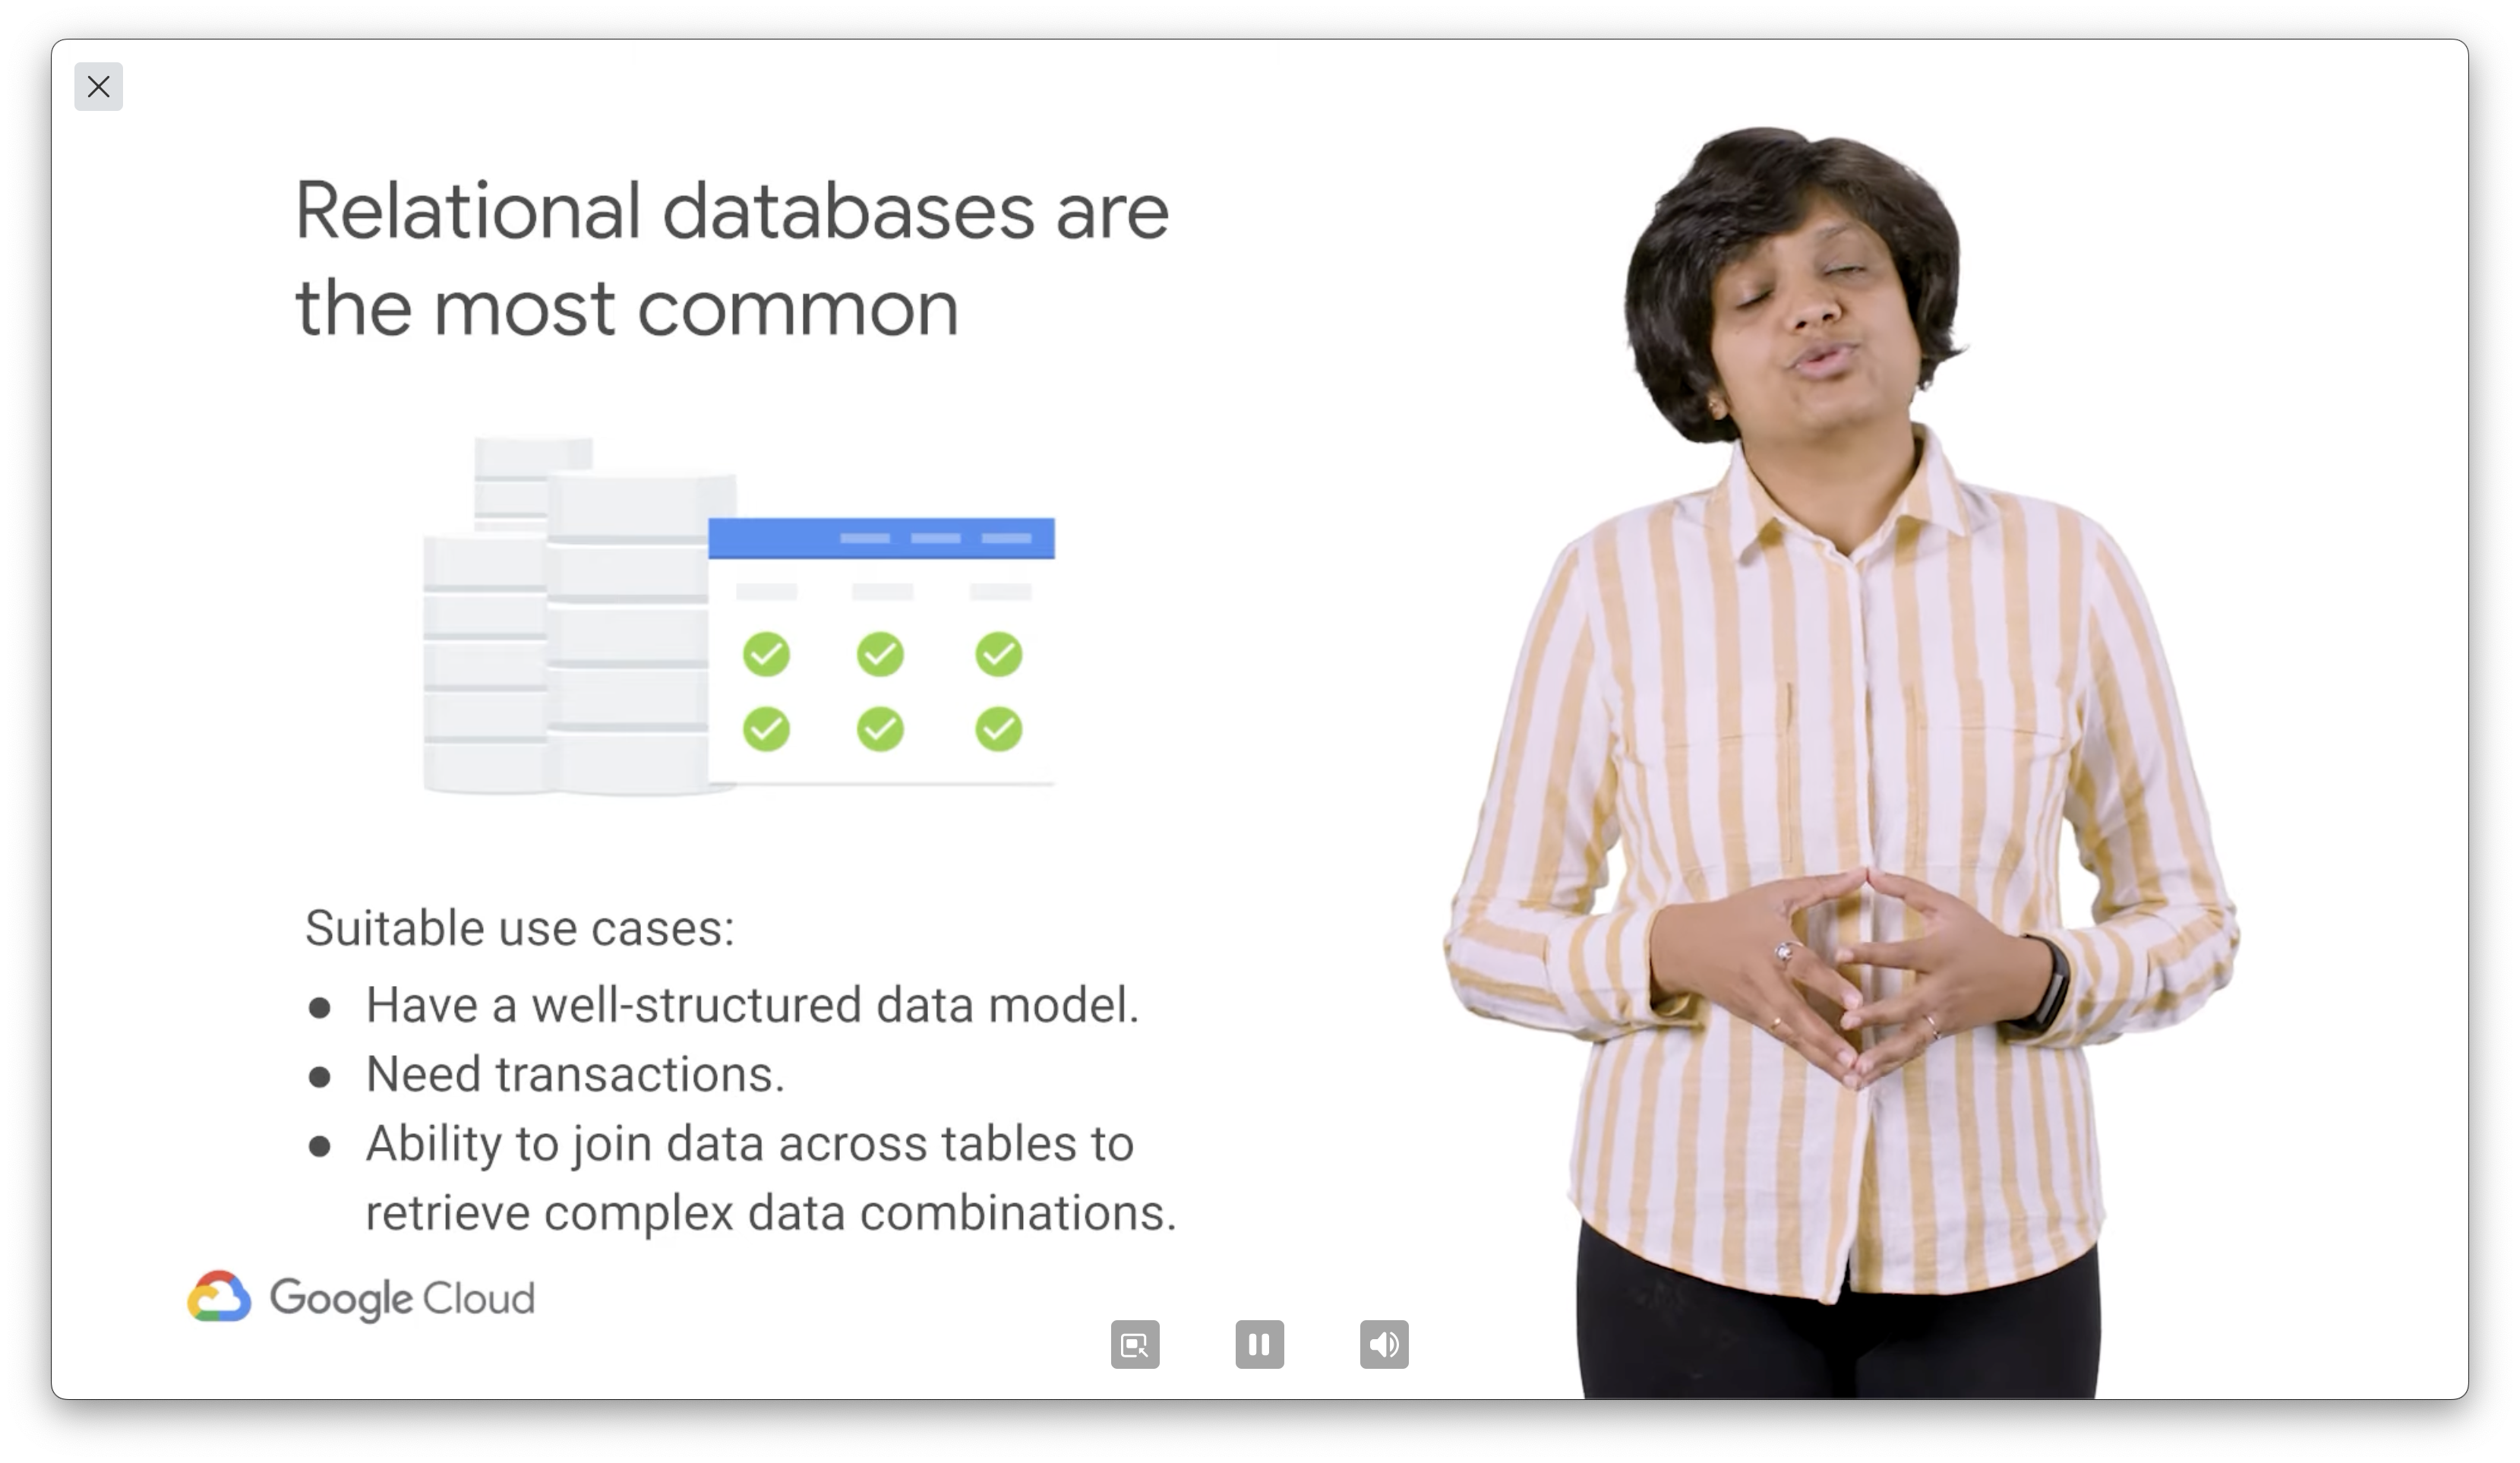 Relational databases are
the most common
Suitable use cases:
● Have a well-structured data model.
● Need transactions.
● Ability to join data across tables to
retrieve complex data combinations.
Google Cloud